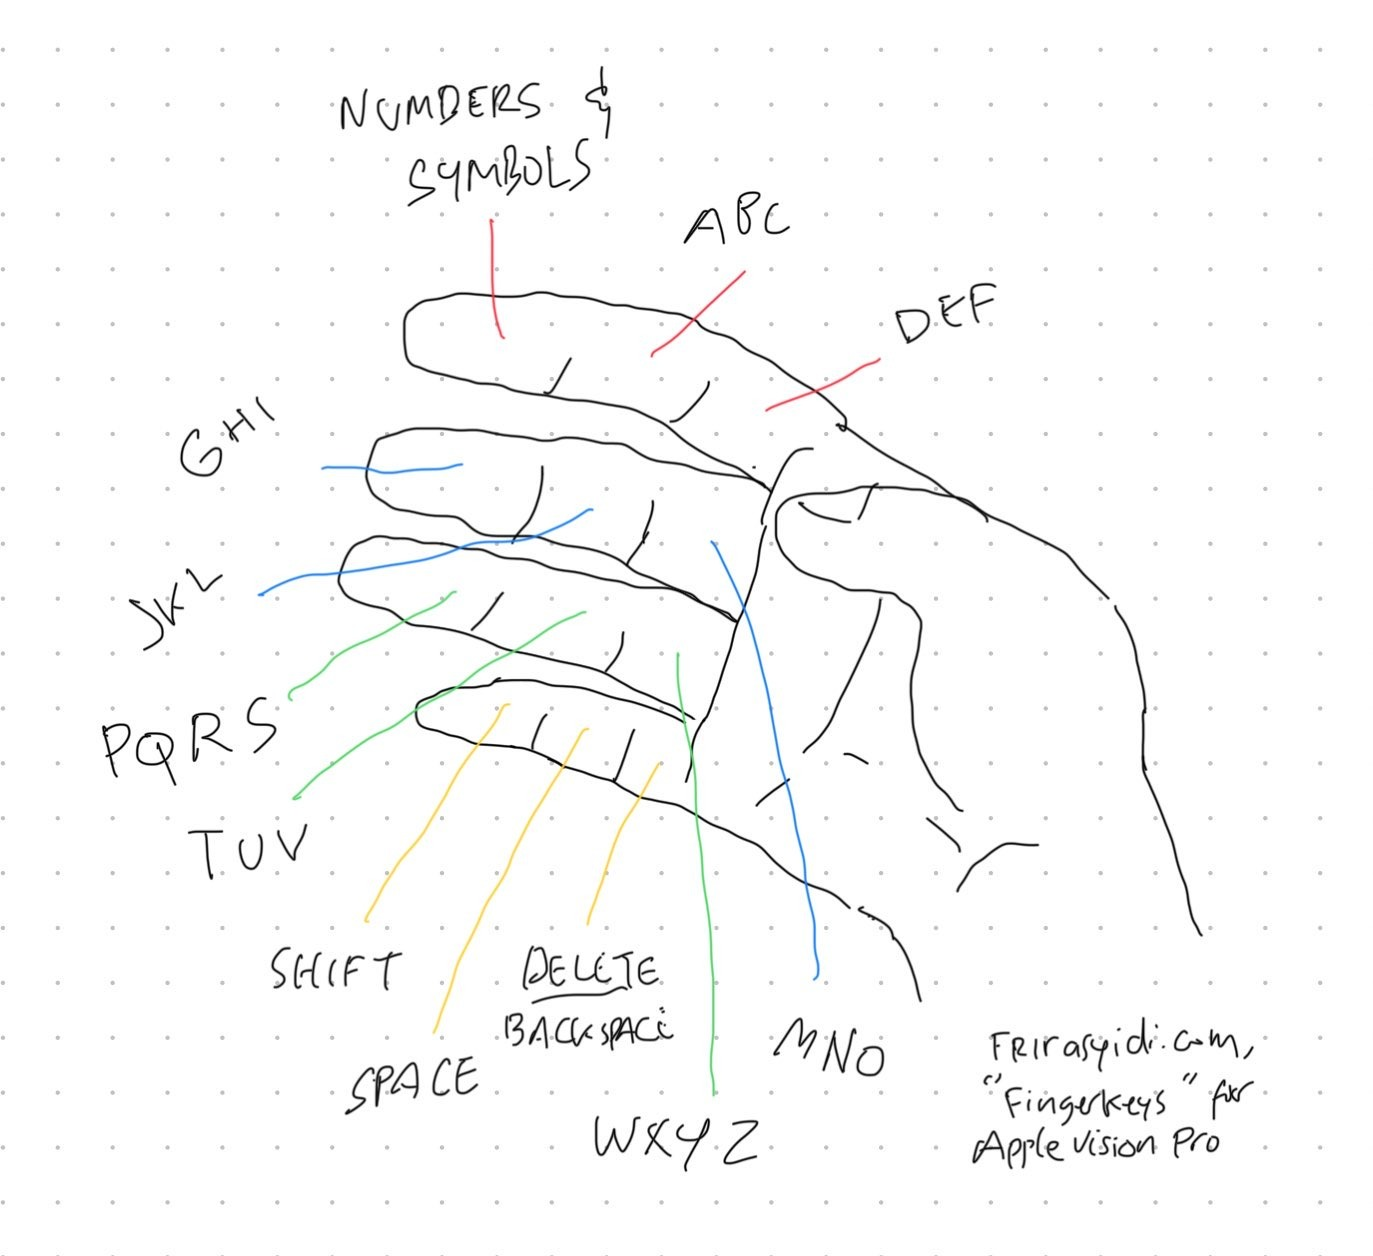 NUMBERS &
SYMBOLS
ABC
DEF
GHI
JKL
PQRS
TUV
SHIFT
DELETE
BACKSPACE
SPACE
MNO
WXYZ
Frirasyidi.com,
"Fingerkeys" for
Apple Vision Pro